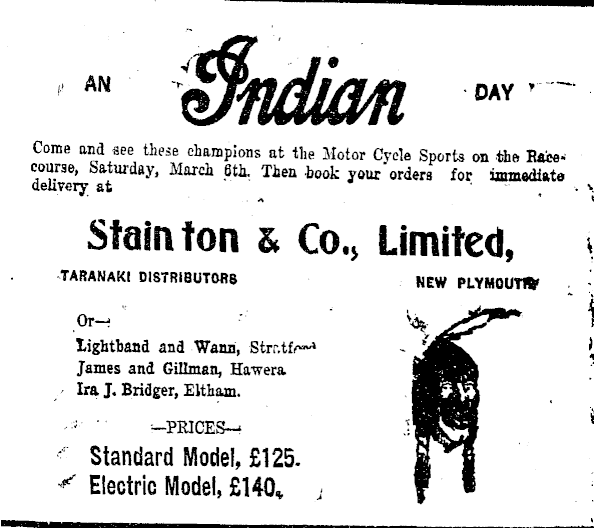 AN Indian DAY
Come and see these champions at the Motor Cycle Sports on the Race-
course, Saturday, March 6th. Then book your orders for immediate
delivery at
Stainton & Co., Limited,
TARANAKI DISTRIBUTORS NEW PLYMOUTH
Or—
Lightband and Wann, Stratford
James and Gillman, Hawera
Ira J. Bridger, Eltham.
—PRICES—
Standard Model, £125.
Electric Model, £140.